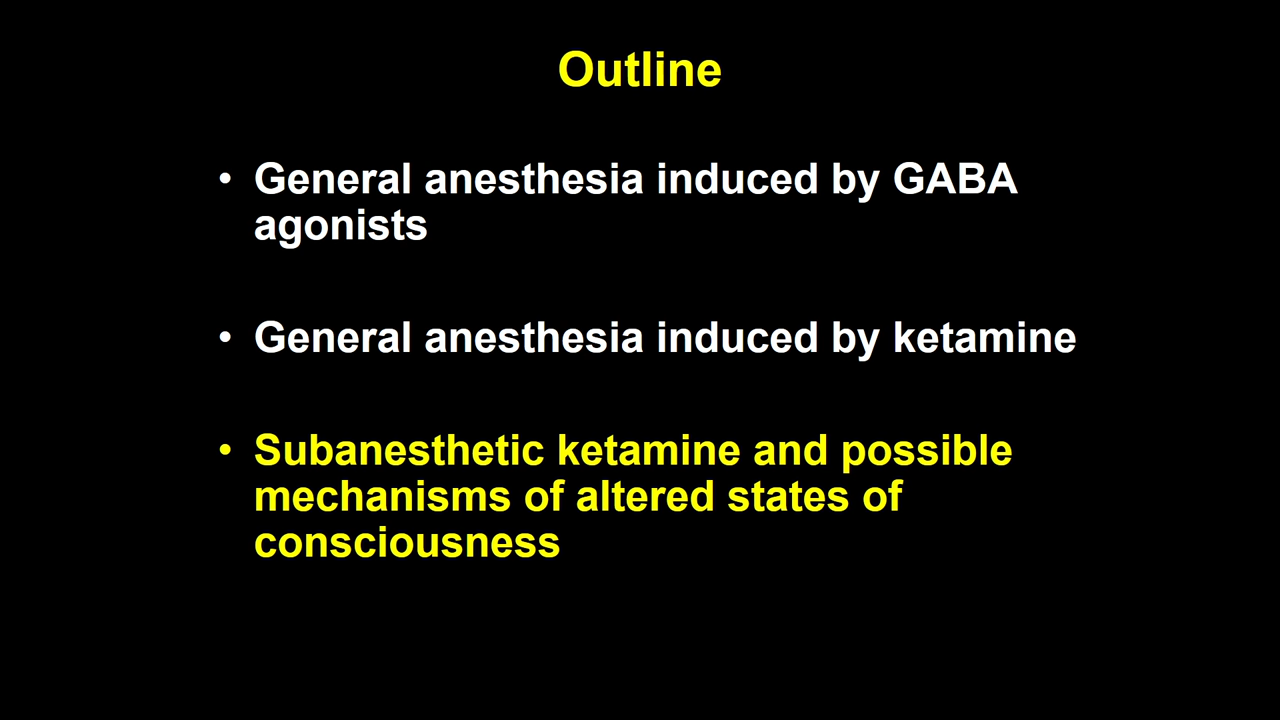 Outline
• General anesthesia induced by GABA
agonists
• General anesthesia induced by ketamine
• Subanesthetic ketamine and possible
mechanisms of altered states of
consciousness